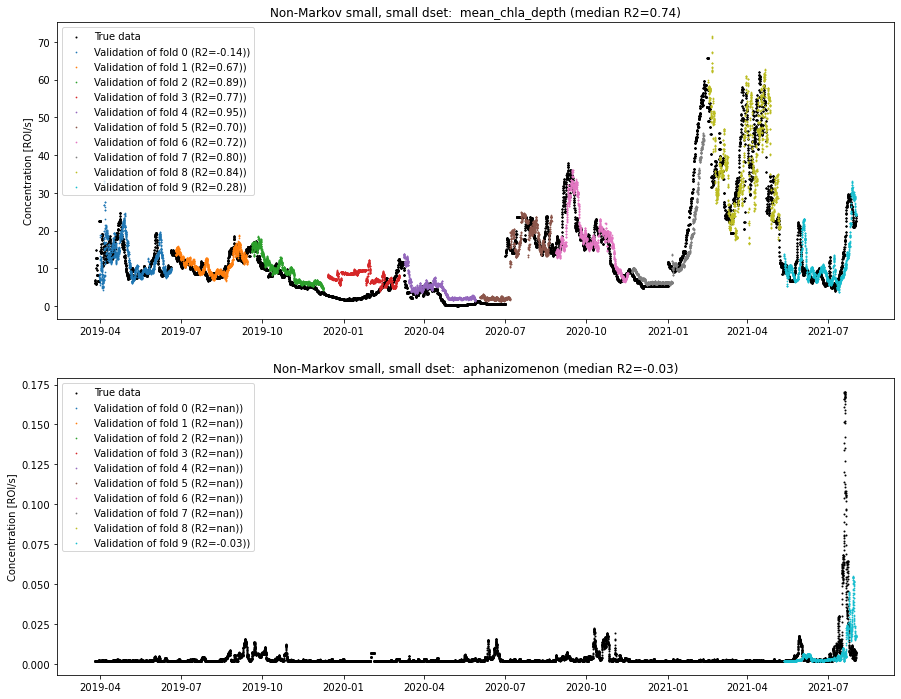 Non-Markov small, small dset:  mean_chla_depth (median R2=0.74)
Concentration [ROI/s]
70
60
50
40
30
20
10
0
True data
Validation of fold 0 (R2=-0.14))
Validation of fold 1 (R2=0.67))
Validation of fold 2 (R2=0.89))
Validation of fold 3 (R2=0.77))
Validation of fold 4 (R2=0.95))
Validation of fold 5 (R2=0.70))
Validation of fold 6 (R2=0.72))
Validation of fold 7 (R2=0.80))
Validation of fold 8 (R2=0.84))
Validation of fold 9 (R2=0.28))
2019-04 2019-07 2019-10 2020-01 2020-04 2020-07 2020-10 2021-01 2021-04 2021-07
Non-Markov small, small dset:  aphanizomenon (median R2=-0.03)
Concentration [ROI/s]
0.175
0.150
0.125
0.100
0.075
0.050
0.025
0.000
True data
Validation of fold 0 (R2=nan))
Validation of fold 1 (R2=nan))
Validation of fold 2 (R2=nan))
Validation of fold 3 (R2=nan))
Validation of fold 4 (R2=nan))
Validation of fold 5 (R2=nan))
Validation of fold 6 (R2=nan))
Validation of fold 7 (R2=nan))
Validation of fold 8 (R2=nan))
Validation of fold 9 (R2=-0.03))
2019-04 2019-07 2019-10 2020-01 2020-04 2020-07 2020-10 2021-01 2021-04 2021-07